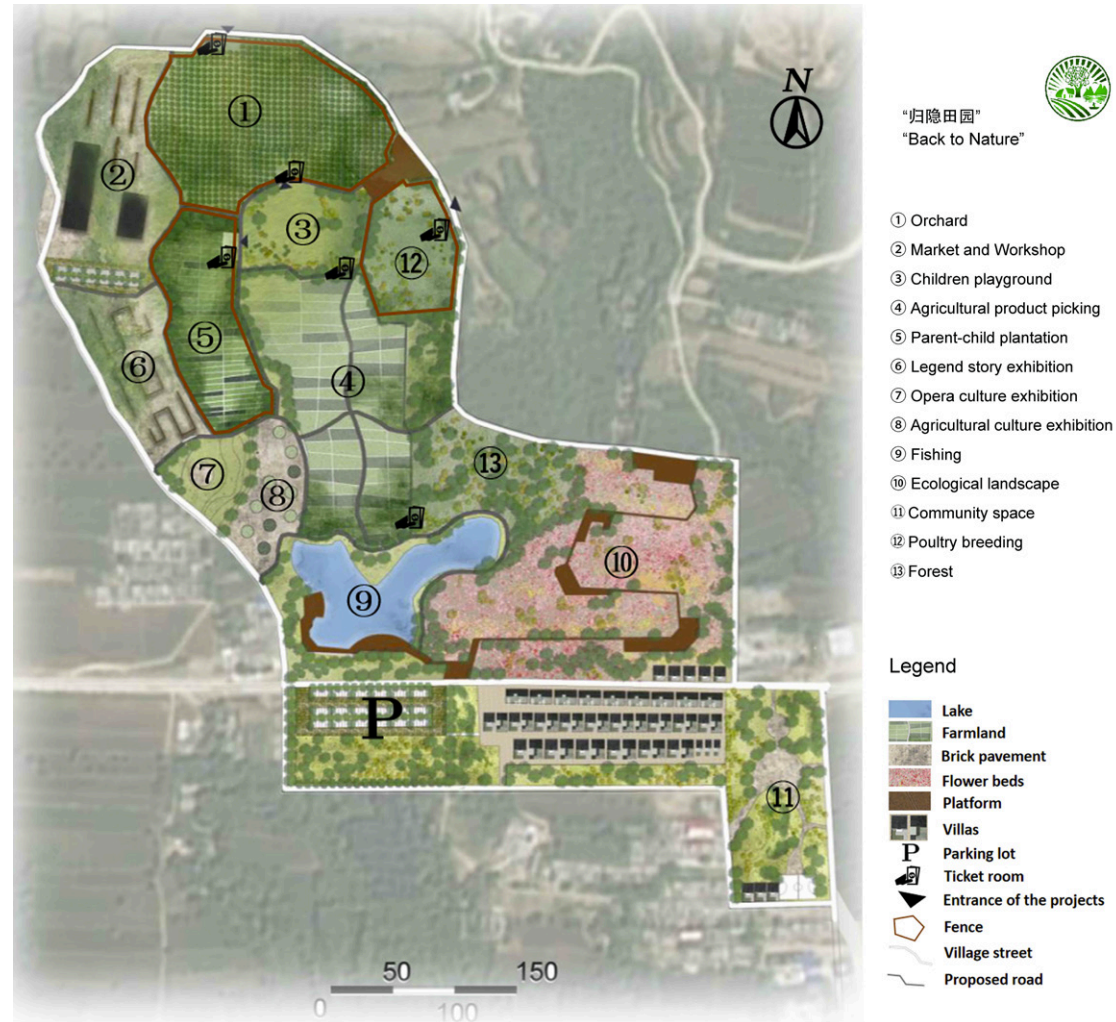 ①
②
③
④
⑤
⑥
⑦
⑧
⑨
⑩
⑪
⑫
⑬
P
N
0
50
100
150
“归隐田园”
“Back to Nature”
① Orchard
② Market and Workshop
③ Children playground
④ Agricultural product picking
⑤ Parent-child plantation
⑥ Legend story exhibition
⑦ Opera culture exhibition
⑧ Agricultural culture exhibition
⑨ Fishing
⑩ Ecological landscape
⑪ Community space
⑫ Poultry breeding
⑬ Forest
Legend
Lake
Farmland
Brick pavement
Flower beds
Platform
Villas
P Parking lot
Ticket room
Entrance of the projects
Fence
Village street
Proposed road